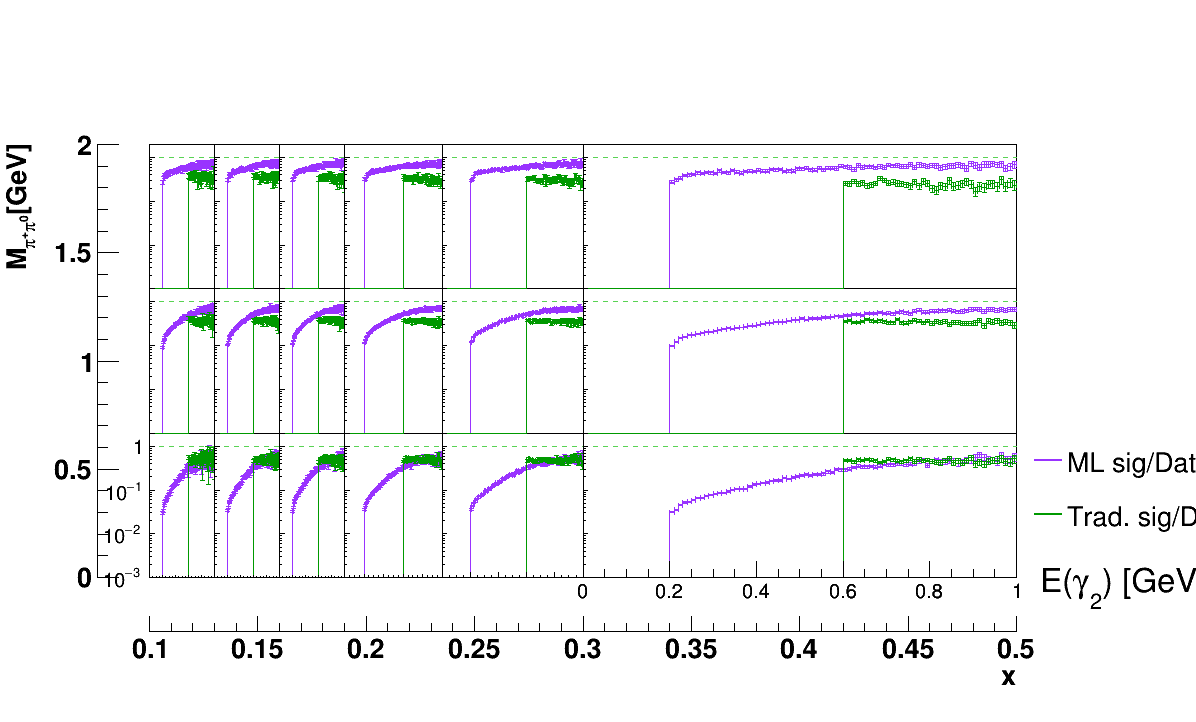 M_{π⁺π⁰}[GeV]
2
1.5
1
0.5
0
1
10⁻¹
10⁻²
10⁻³
ML sig/Dat
Trad. sig/D
0 0.2 0.4 0.6 0.8 1
E(γ₂) [GeV
0.1 0.15 0.2 0.25 0.3 0.35 0.4 0.45 0.5
x